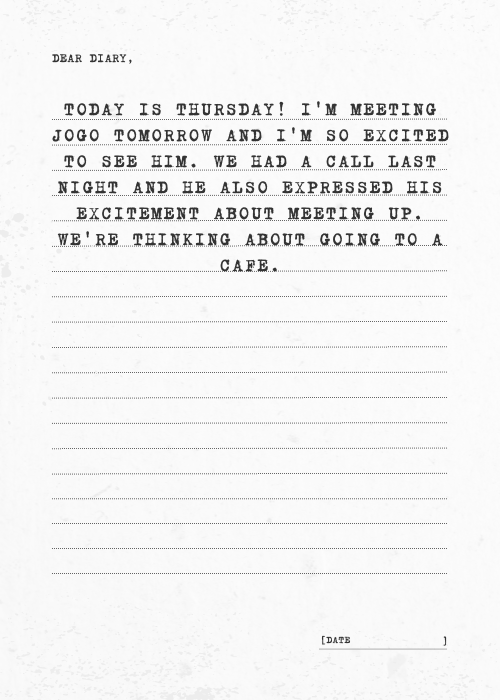 DEAR DIARY,
TODAY IS THURSDAY! I'M MEETING
JOGO TOMORROW AND I'M SO EXCITED
TO SEE HIM. WE HAD A CALL LAST
NIGHT AND HE ALSO EXPRESSED HIS
EXCITEMENT ABOUT MEETING UP.
WE'RE THINKING ABOUT GOING TO A
CAFE.
[DATE ]